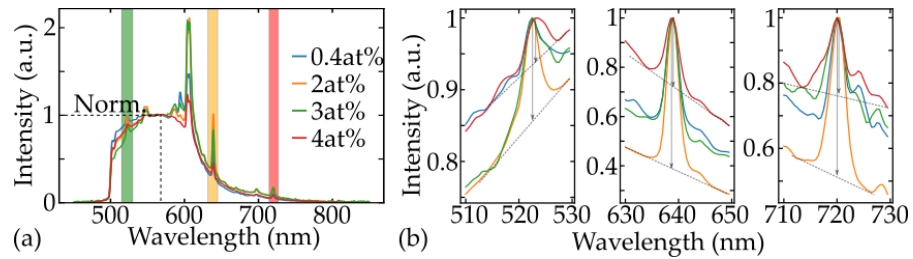 Intensity (a.u.)
2
1
0
Norm.
0.4at%
2at%
3at%
4at%
500 600 700 800
Wavelength (nm)
(a)
Intensity (a.u.)
1
0.9
0.8
510 520 530
1
0.8
0.6
0.4
630 640 650
1
0.8
0.6
710 720 730
Wavelength (nm)
(b)